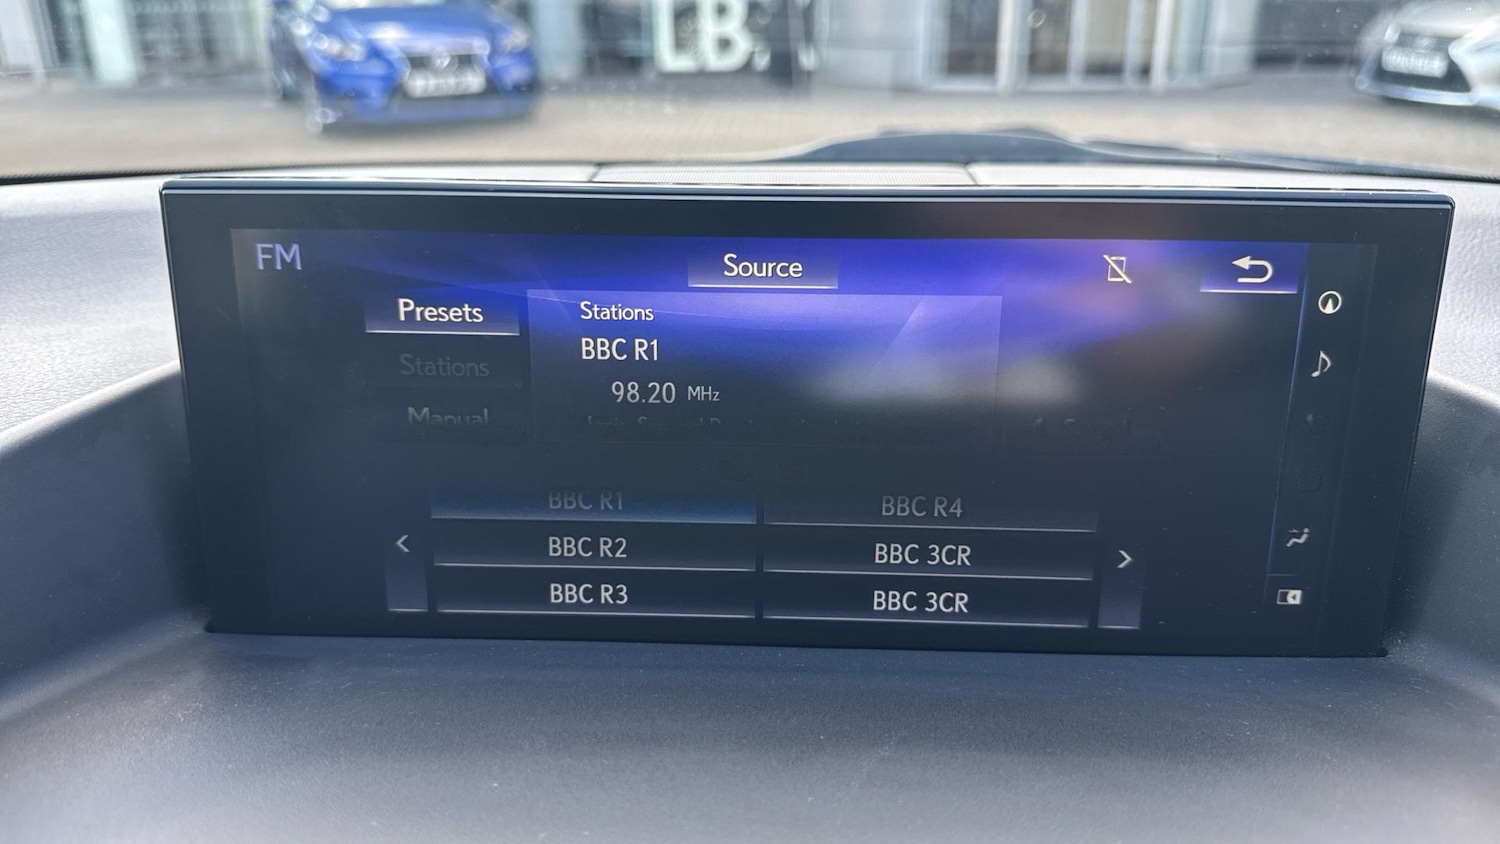 LB
FM
Source
Presets
Stations
Manual
Stations
BBC R1
98.20 MHz
BBC R1
BBC R4
BBC R2
BBC 3CR
BBC R3
BBC 3CR